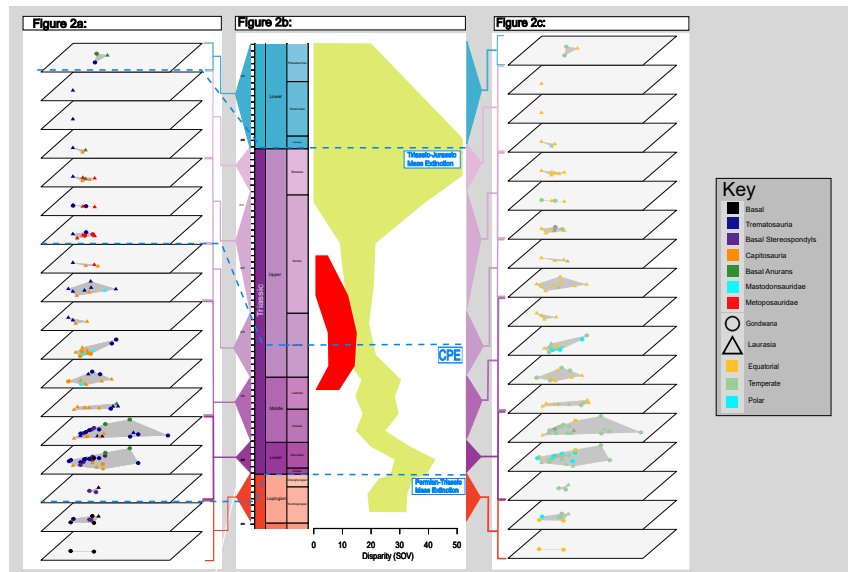 Figure 2a:
Figure 2b:
Figure 2c:
Lower
Triassic-Jurassic
Mass Extinction
Triassic
Upper
CPE
Middle
Lower
Permian-Triassic
Mass Extinction
Lopingian
Changhsingian
Wuchiapingian
0
10
20
30
40
50
Disparity (SOV)
Key
Basal
Trematosauria
Basal Stereospondyls
Capitosauria
Basal Anurans
Mastodonsauridae
Metoposauridae
Gondwana
Laurasia
Equatorial
Temperate
Polar